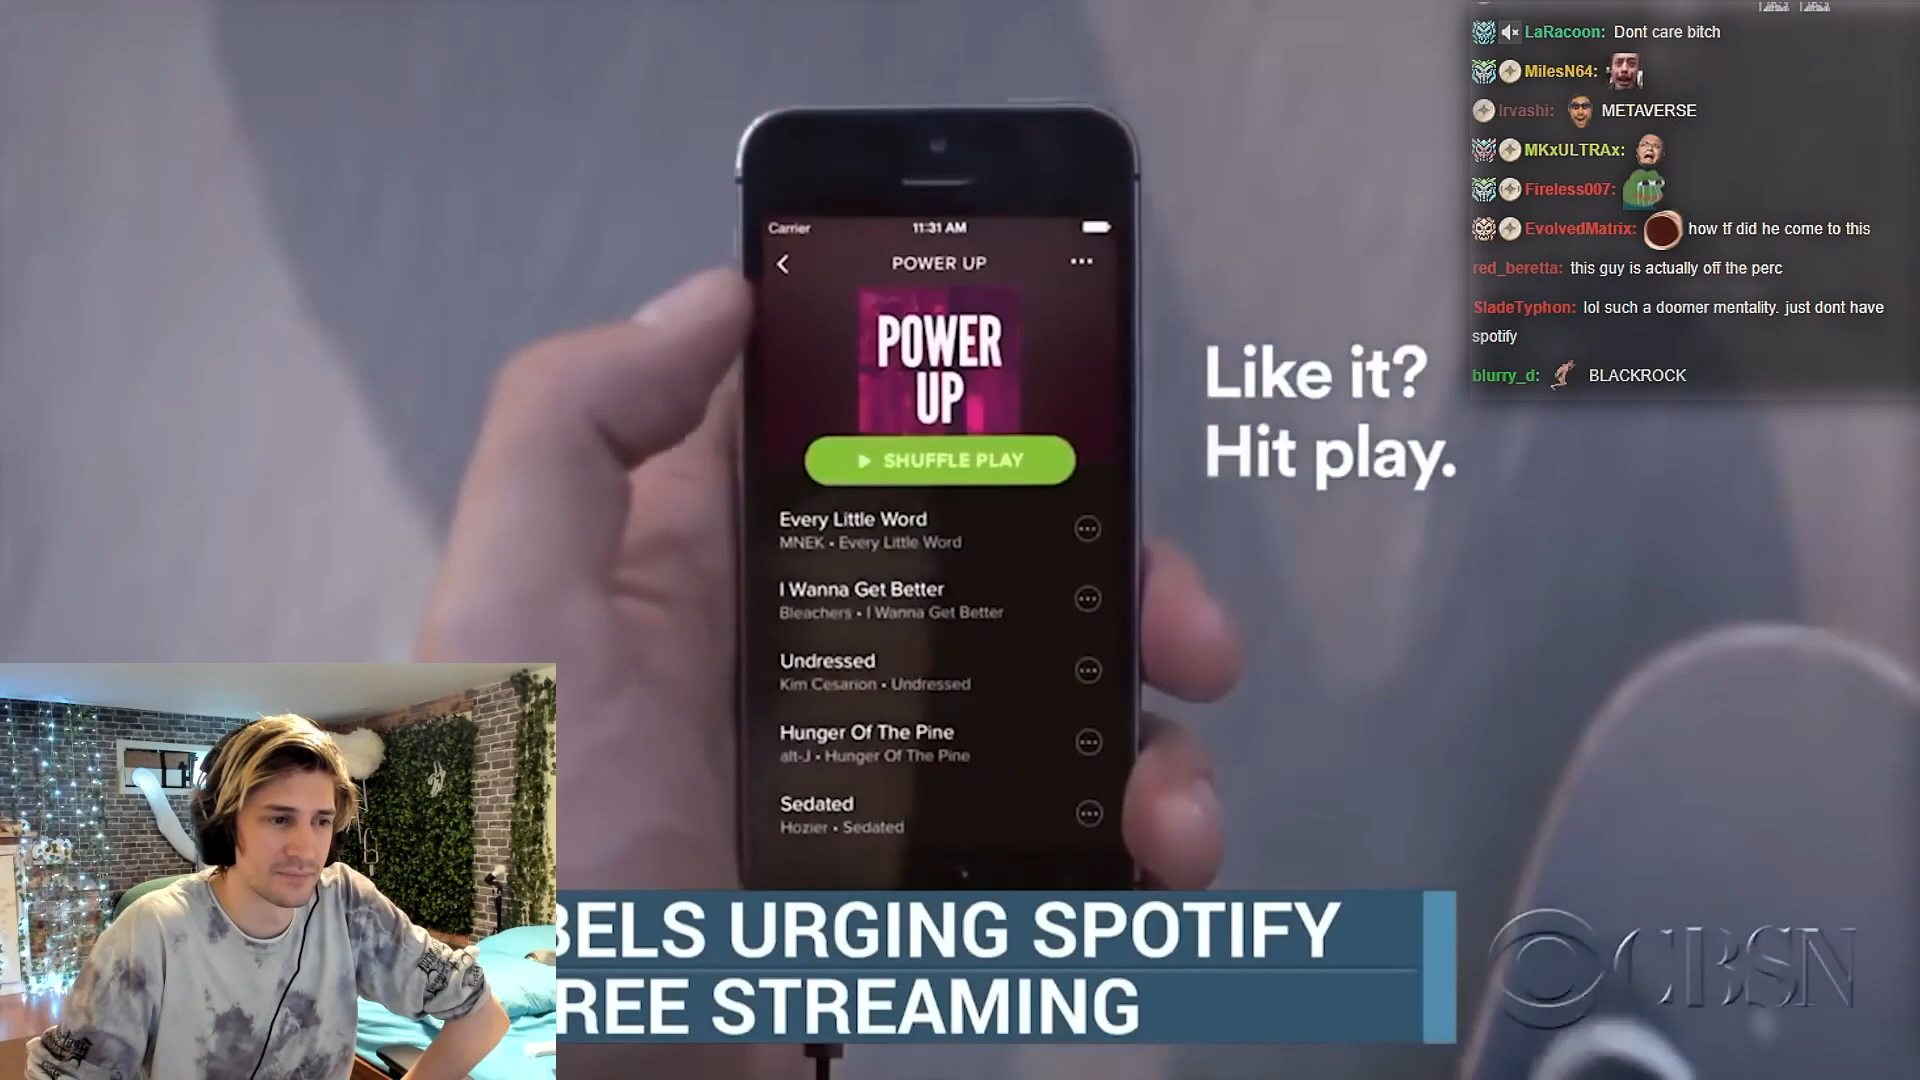 LaRacoon: Dont care bitch
MilesN64:
Irvashi: METAVERSE
MKxULTRAx:
Fireless007:
EvolvedMatrix: how tf did he come to this
red_beretta: this guy is actually off the perc
SladeTyphon: lol such a doomer mentality. just dont have
spotify
blurry_d: BLACKROCK
Carrier 11:31 AM
POWER UP
POWER
UP
SHUFFLE PLAY
Every Little Word
MNEK • Every Little Word
I Wanna Get Better
Bleachers • I Wanna Get Better
Undressed
Kim Cesarion • Undressed
Hunger Of The Pine
alt-J • Hunger Of The Pine
Sedated
Hozier • Sedated
Like it?
Hit play.
BELS URGING SPOTIFY
REE STREAMING
CBSN